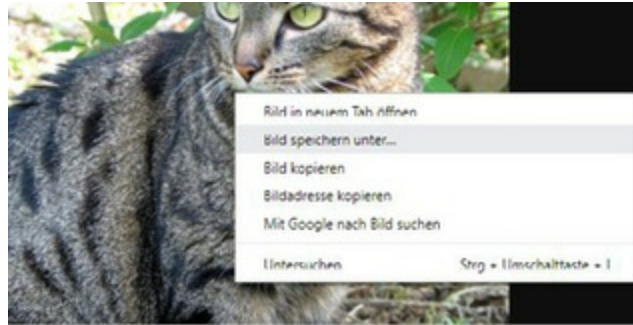 Bild in neuem Tab öffnen
Bild speichern unter...
Bild kopieren
Bildadresse kopieren
Mit Google nach Bild suchen
Untersuchen Strg + Umschalttaste + I